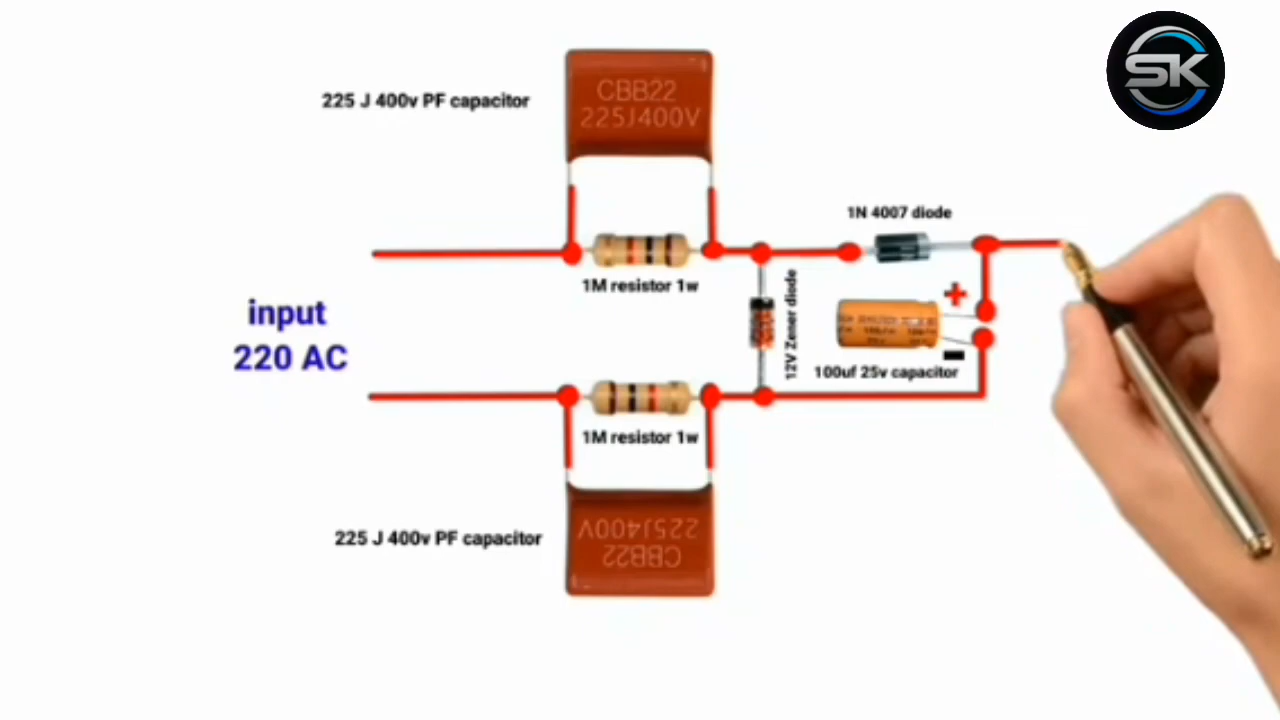 SK
225 J 400v PF capacitor
CBB22
225J400V
1N 4007 diode
1M resistor 1w
12V Zener diode
input
220 AC
+
-
100uf 25v capacitor
1M resistor 1w
225 J 400v PF capacitor
225J400V
CBB22